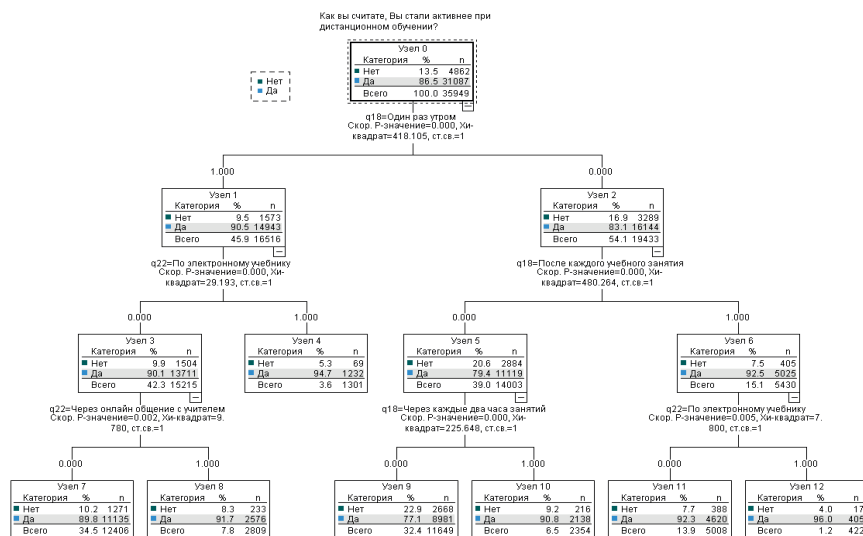 Как вы считате, Вы стали активнее при
дистанционном обучении?
Узел 0
Категория % n
Нет 13.5 4862
Да 86.5 31087
Всего 100.0 35949
Нет
Да
q18=Один раз утром
Скор. P-значение=0.000, Хи-
квадрат=418.105, ст.св.=1
1.000
0.000
Узел 1
Категория % n
Нет 9.5 1573
Да 90.5 14943
Всего 45.9 16516
Узел 2
Категория % n
Нет 16.9 3289
Да 83.1 16144
Всего 54.1 19433
q22=По электронному учебнику
Скор. P-значение=0.000, Хи-
квадрат=29.193, ст.св.=1
q18=После каждого учебного занятия
Скор. P-значение=0.000, Хи-
квадрат=480.264, ст.св.=1
0.000
1.000
0.000
1.000
Узел 3
Категория % n
Нет 9.9 1504
Да 90.1 13711
Всего 42.3 15215
Узел 4
Категория % n
Нет 5.3 69
Да 94.7 1232
Всего 3.6 1301
Узел 5
Категория % n
Нет 20.6 2884
Да 79.4 11119
Всего 39.0 14003
Узел 6
Категория % n
Нет 7.5 405
Да 92.5 5025
Всего 15.1 5430
q22=Через онлайн общение с учителем
Скор. P-значение=0.002, Хи-квадрат=9.
780, ст.св.=1
q18=Через каждые два часа занятий
Скор. P-значение=0.000, Хи-
квадрат=225.648, ст.св.=1
q22=По электронному учебнику
Скор. P-значение=0.005, Хи-квадрат=7.
800, ст.св.=1
0.000
1.000
0.000
1.000
0.000
1.000
Узел 7
Категория % n
Нет 10.2 1271
Да 89.8 11135
Всего 34.5 12406
Узел 8
Категория % n
Нет 8.3 233
Да 91.7 2576
Всего 7.8 2809
Узел 9
Категория % n
Нет 22.9 2668
Да 77.1 8981
Всего 32.4 11649
Узел 10
Категория % n
Нет 9.2 216
Да 90.8 2138
Всего 6.5 2354
Узел 11
Категория % n
Нет 7.7 388
Да 92.3 4620
Всего 13.9 5008
Узел 12
Категория % n
Нет 4.0 17
Да 96.0 405
Всего 1.2 422